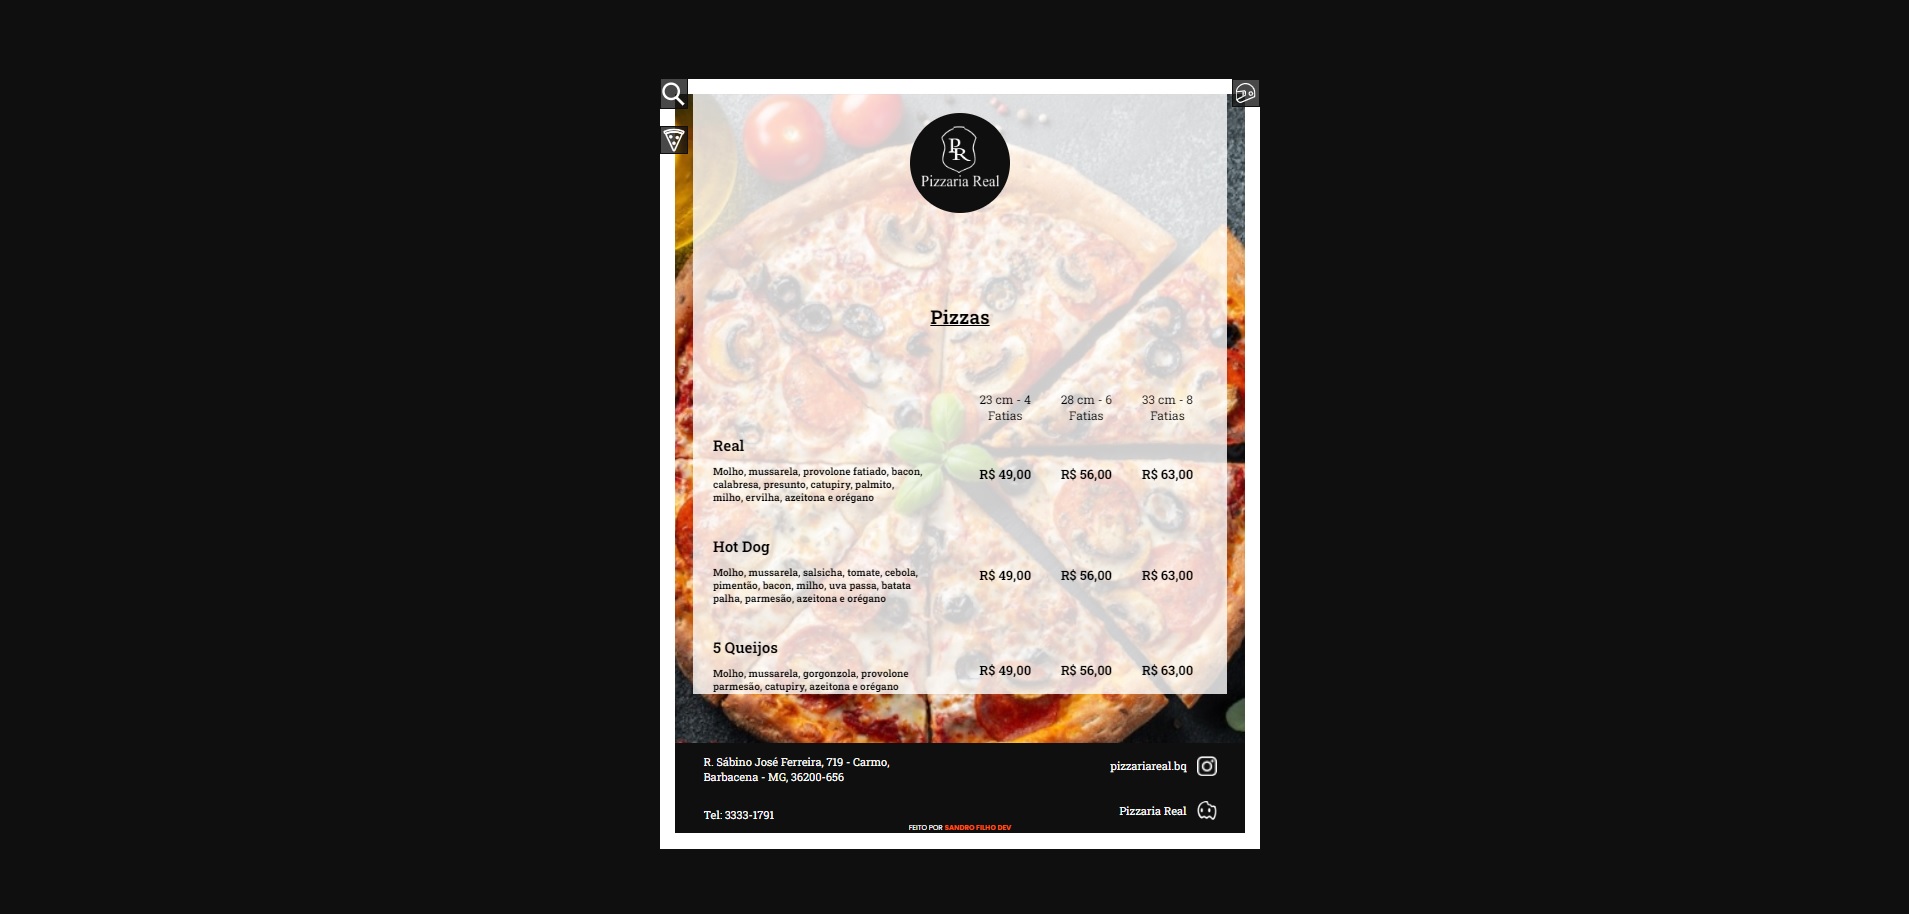 PR
Pizzaria Real
Pizzas
23 cm - 4 28 cm - 6 33 cm - 8
Fatias Fatias Fatias
Real
Molho, mussarela, provolone fatiado, bacon,
calabresa, presunto, catupiry, palmito,
milho, ervilha, azeitona e orégano
R$ 49,00 R$ 56,00 R$ 63,00
Hot Dog
Molho, mussarela, salsicha, tomate, cebola,
pimentão, bacon, milho, uva passa, batata
palha, parmesão, azeitona e orégano
R$ 49,00 R$ 56,00 R$ 63,00
5 Queijos
Molho, mussarela, gorgonzola, provolone
parmesão, catupiry, azeitona e orégano
R$ 49,00 R$ 56,00 R$ 63,00
R. Sábino José Ferreira, 719 - Carmo,
Barbacena - MG, 36200-656
Tel: 3333-1791
pizzariareal.bq
Pizzaria Real
FEITO POR SANDRO FILHO DEV